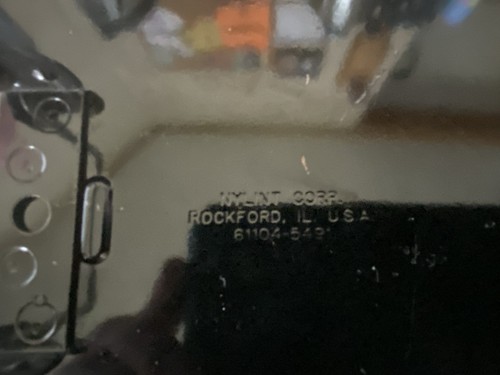 NYLINT CORP.
ROCKFORD, IL. U.S.A.
61104-5491